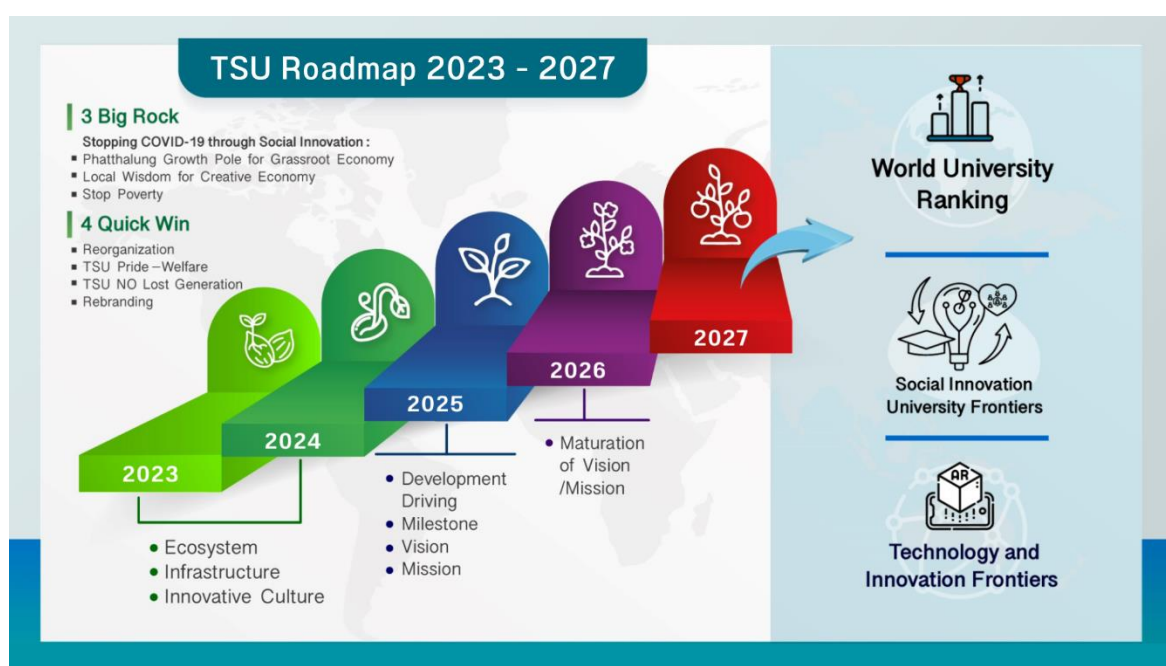 TSU Roadmap 2023 - 2027
3 Big Rock
Stopping COVID-19 through Social Innovation :
▪ Phatthalung Growth Pole for Grassroot Economy
▪ Local Wisdom for Creative Economy
▪ Stop Poverty
4 Quick Win
▪ Reorganization
▪ TSU Pride – Welfare
▪ TSU NO Lost Generation
▪ Rebranding
2023
2024
2025
2026
2027
• Ecosystem
• Infrastructure
• Innovative Culture
• Development
Driving
• Milestone
• Vision
• Mission
• Maturation
of Vision
/Mission
World University
Ranking
Social Innovation
University Frontiers
AR
Technology and
Innovation Frontiers